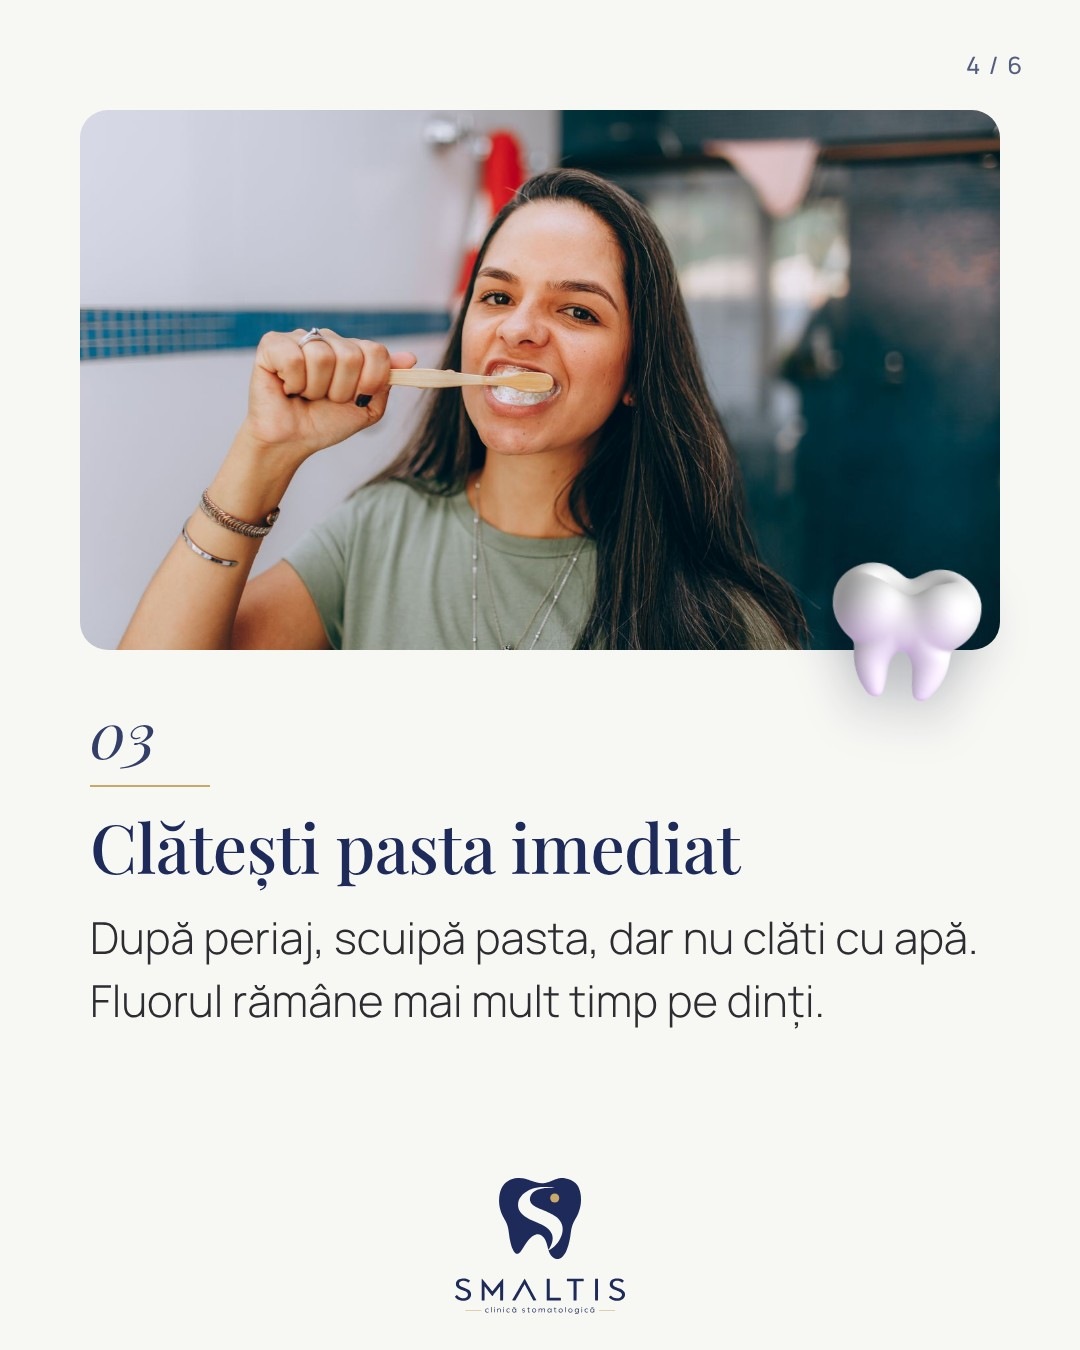 4 / 6
03
Clătești pasta imediat
După periaj, scuipă pasta, dar nu clăti cu apă.
Fluorul rămâne mai mult timp pe dinți.
SMALTIS
clinică stomatologică